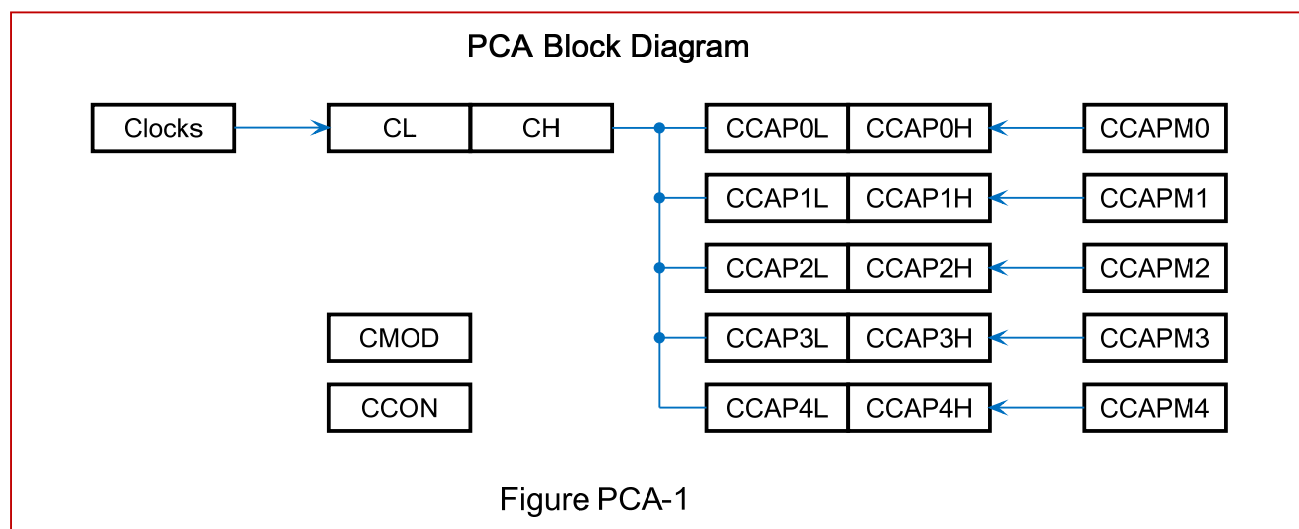 PCA Block Diagram
Clocks CL CH CCAP0L CCAP0H CCAPM0
CCAP1L CCAP1H CCAPM1
CCAP2L CCAP2H CCAPM2
CMOD CCAP3L CCAP3H CCAPM3
CCON CCAP4L CCAP4H CCAPM4
Figure PCA-1